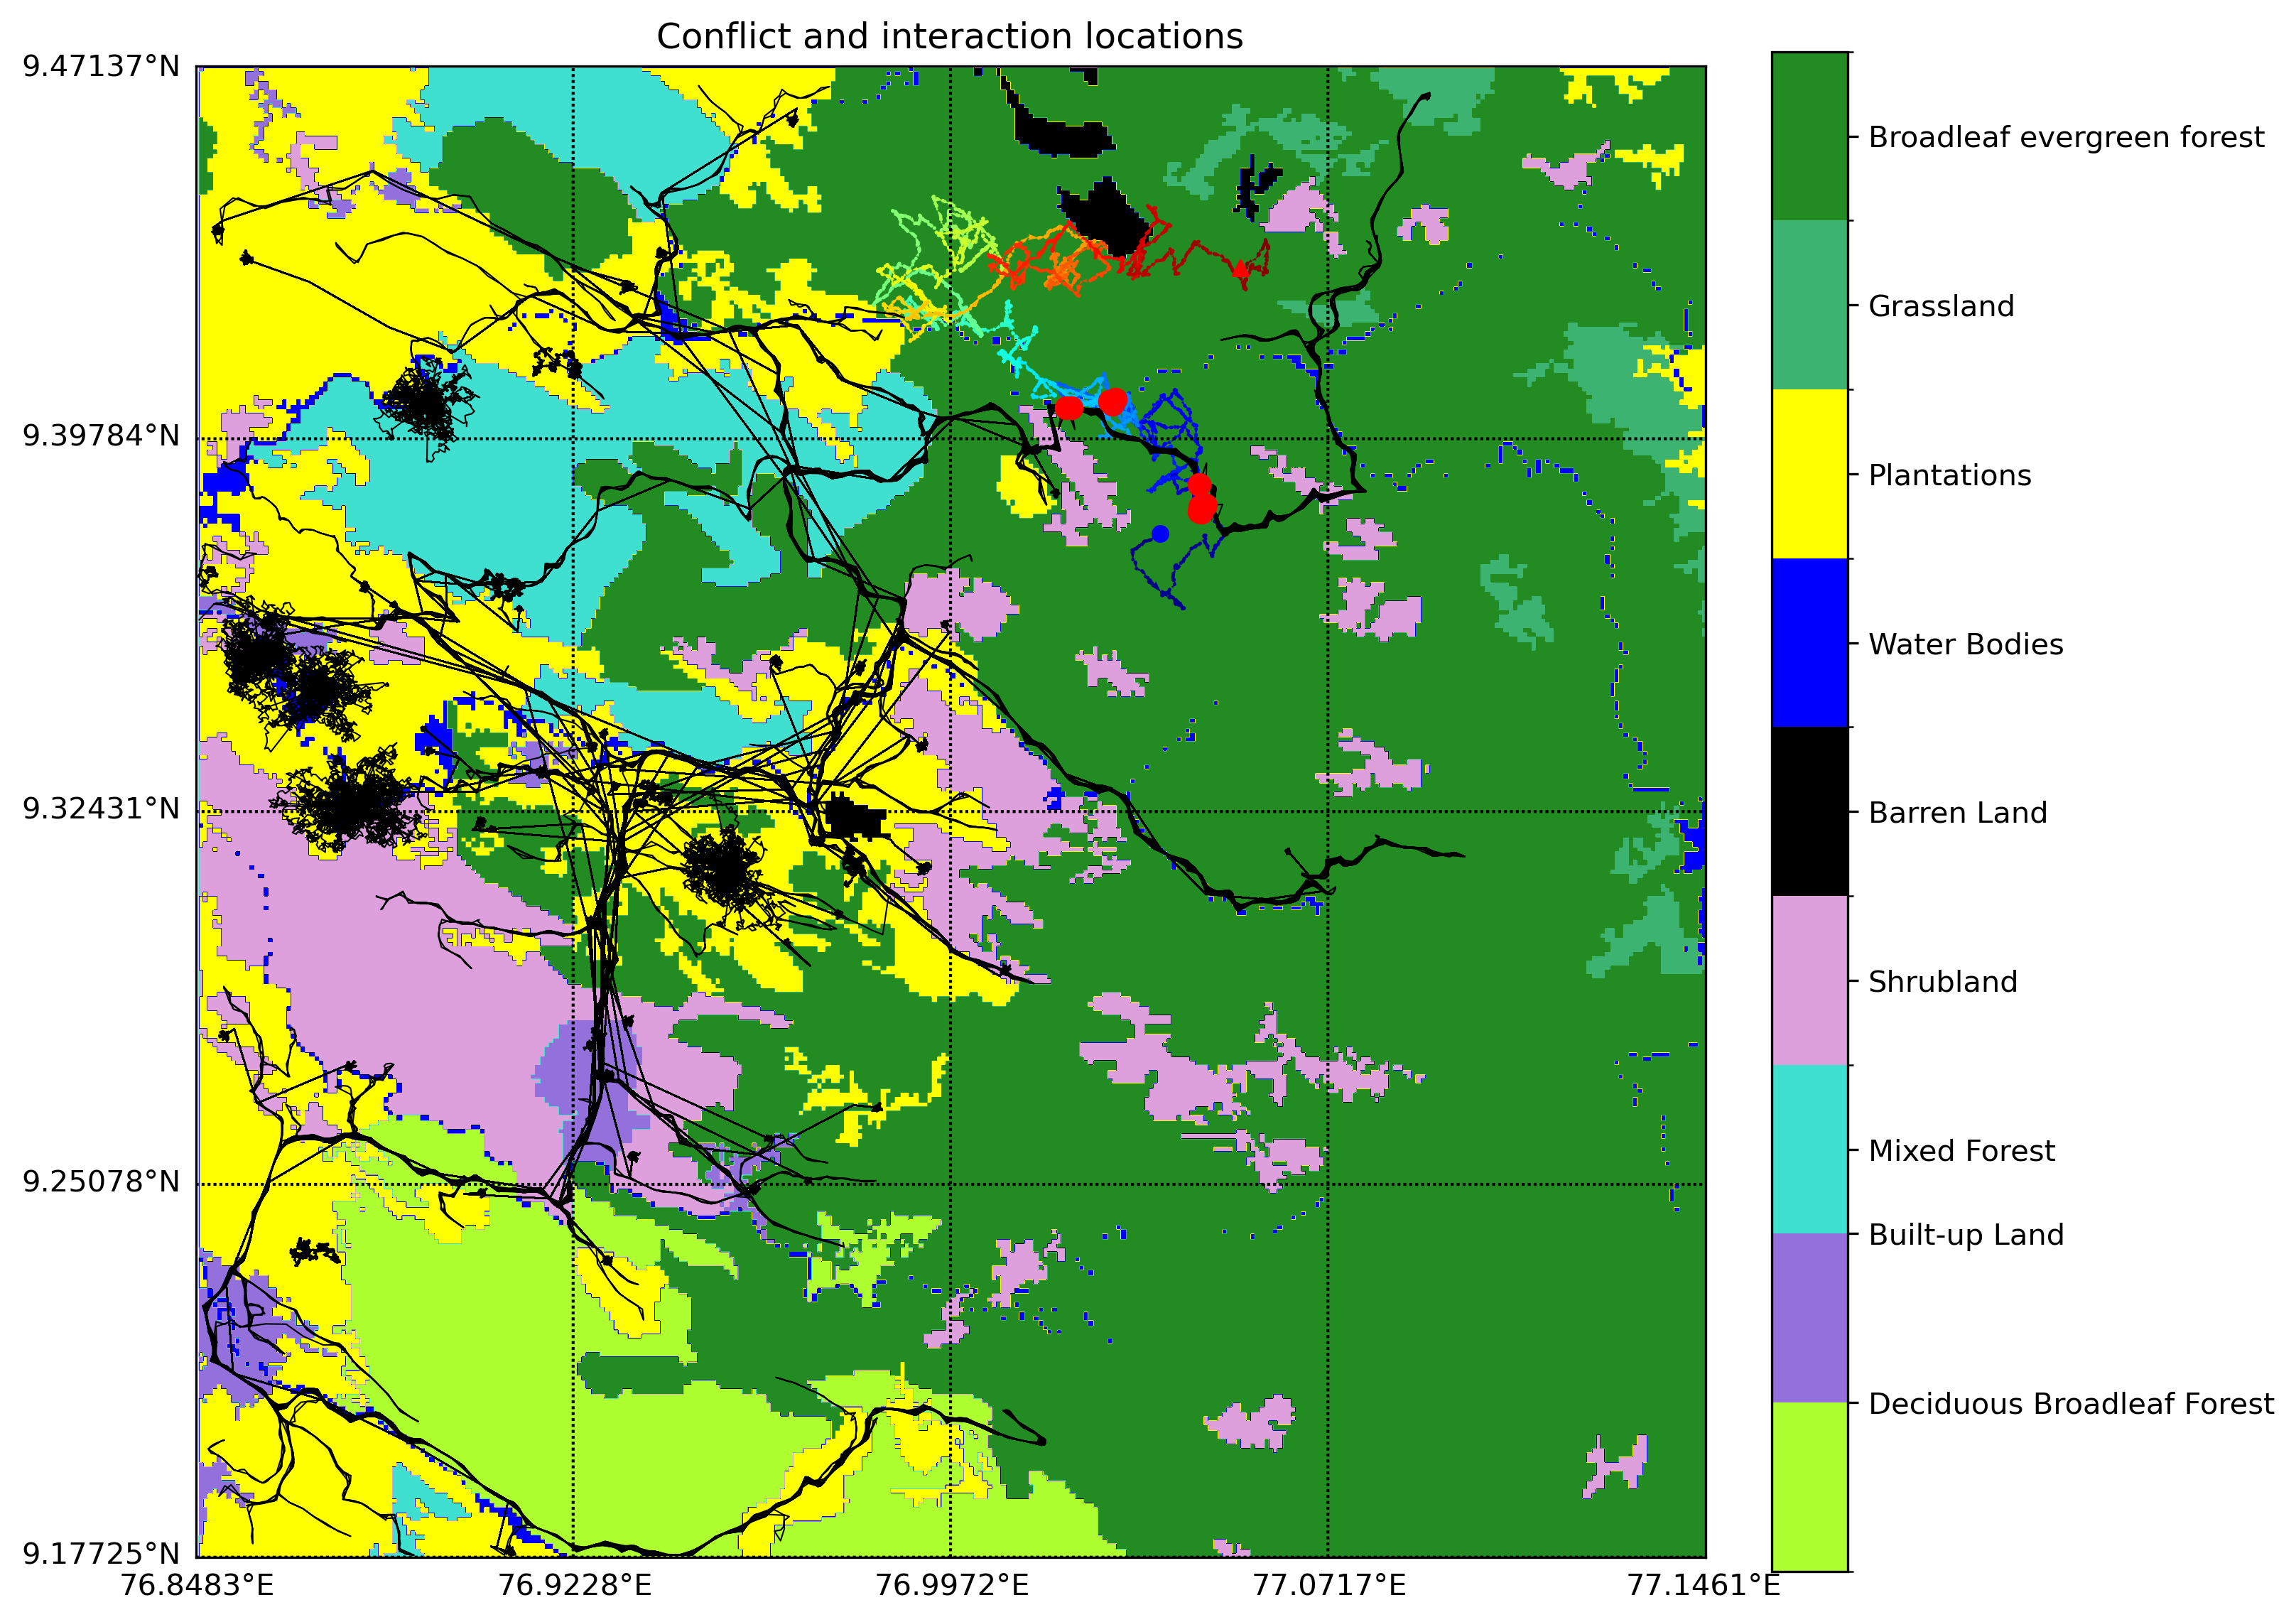 Conflict and interaction locations
9.47137°N
9.39784°N
9.32431°N
9.25078°N
9.17725°N
76.8483°E
76.9228°E
76.9972°E
77.0717°E
77.1461°E
Broadleaf evergreen forest
Grassland
Plantations
Water Bodies
Barren Land
Shrubland
Mixed Forest
Built-up Land
Deciduous Broadleaf Forest